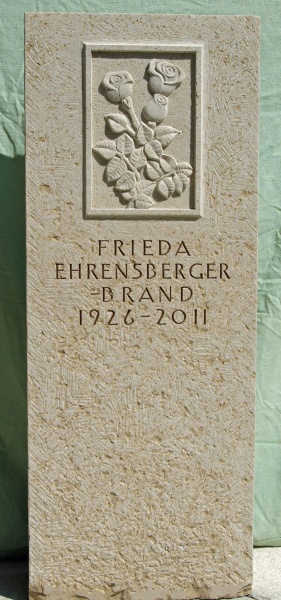 FRIEDA
EHRENSBERGER
-BRAND
1926-2011